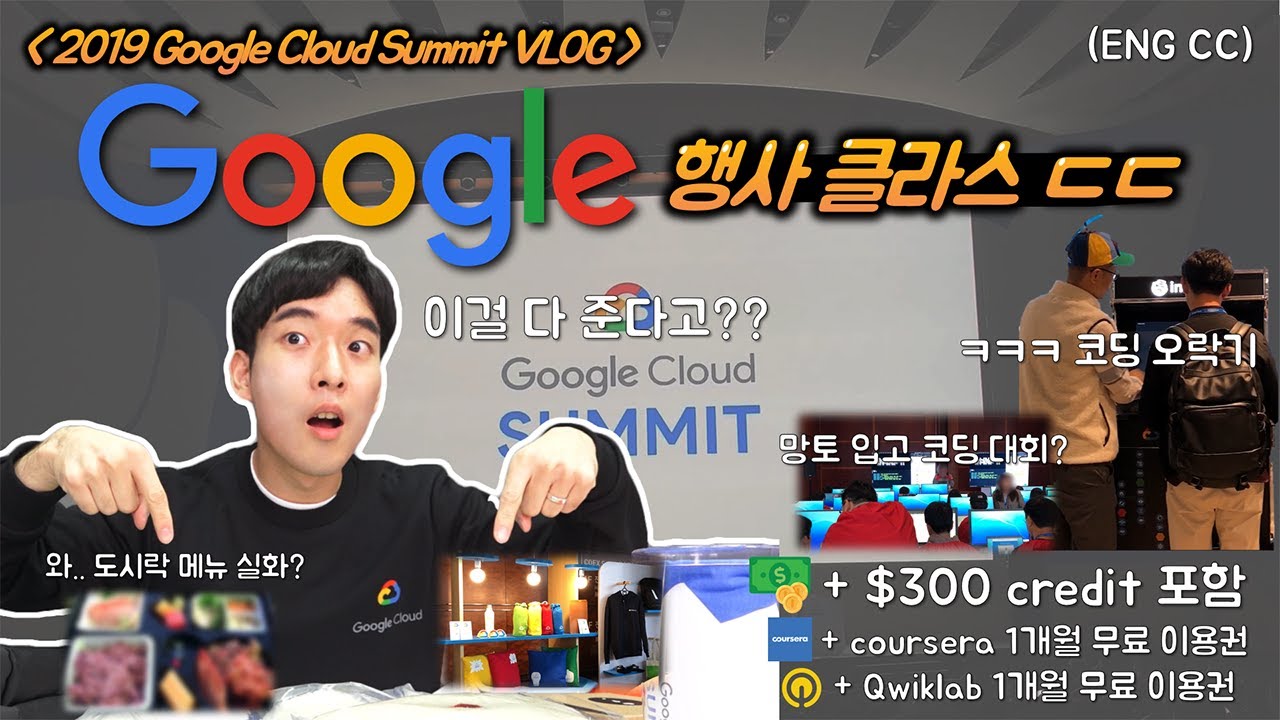 < 2019 Google Cloud Summit VLOG >
(ENG CC)
Google 행사 클라스 ㄷㄷ
이걸 다 준다고??
Google Cloud
SUMMIT
ㅋㅋㅋ 코딩 오락기
망토 입고 코딩 대회?
와.. 도시락 메뉴 실화?
Google Cloud
+ $300 credit 포함
coursera
+ coursera 1개월 무료 이용권
+ Qwiklab 1개월 무료 이용권